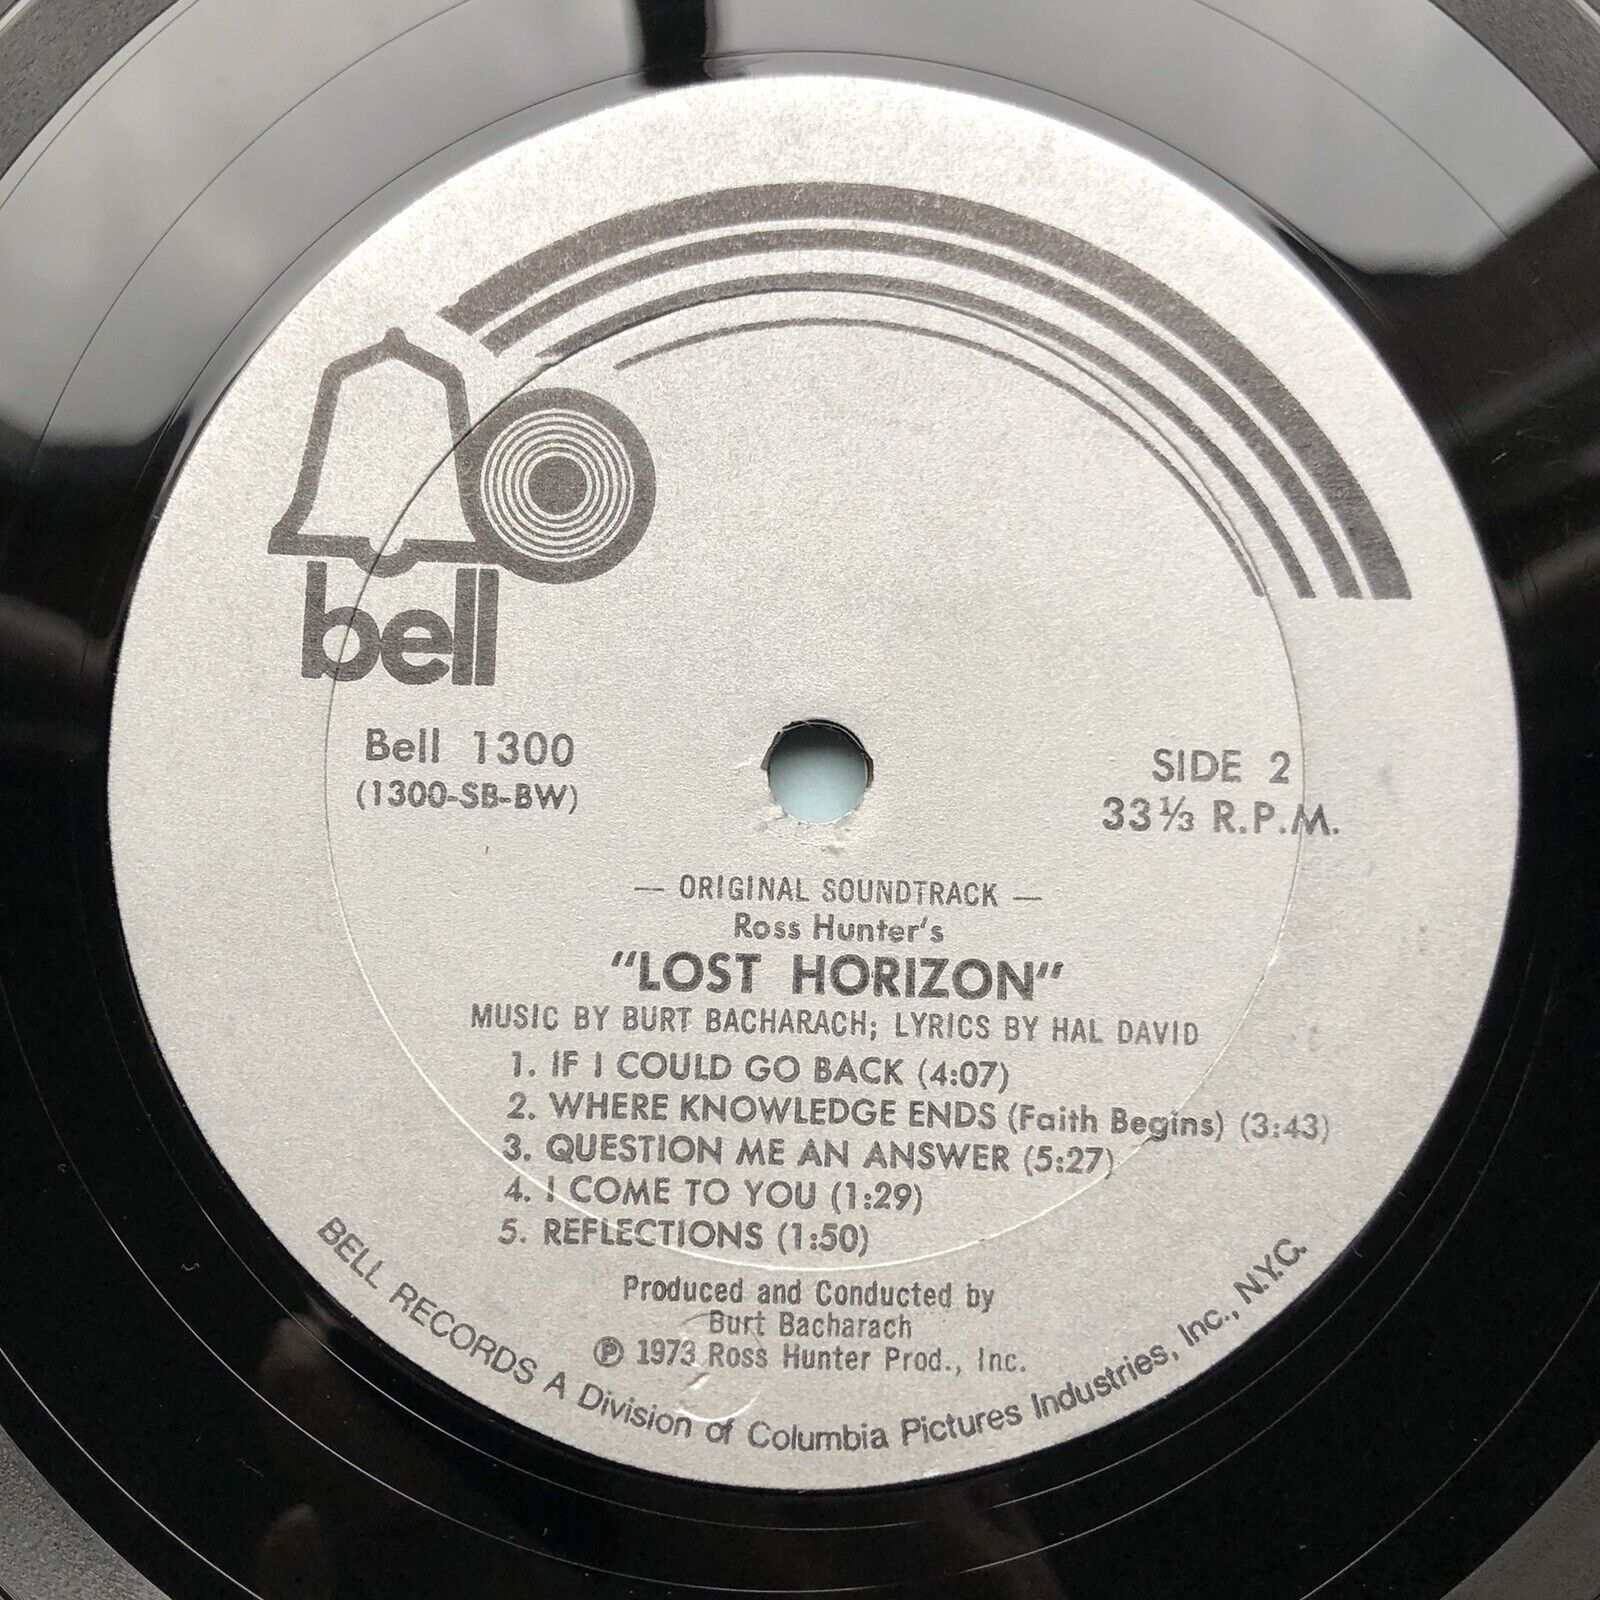 bell
Bell 1300
(1300-SB-BW)
SIDE 2
33⅓ R.P.M.
— ORIGINAL SOUNDTRACK —
Ross Hunter's
"LOST HORIZON"
MUSIC BY BURT BACHARACH; LYRICS BY HAL DAVID
1. IF I COULD GO BACK (4:07)
2. WHERE KNOWLEDGE ENDS (Faith Begins) (3:43)
3. QUESTION ME AN ANSWER (5:27)
4. I COME TO YOU (1:29)
5. REFLECTIONS (1:50)
Produced and Conducted by
Burt Bacharach
℗ 1973 Ross Hunter Prod., Inc.
BELL RECORDS A Division of Columbia Pictures Industries, Inc., N.Y.C.